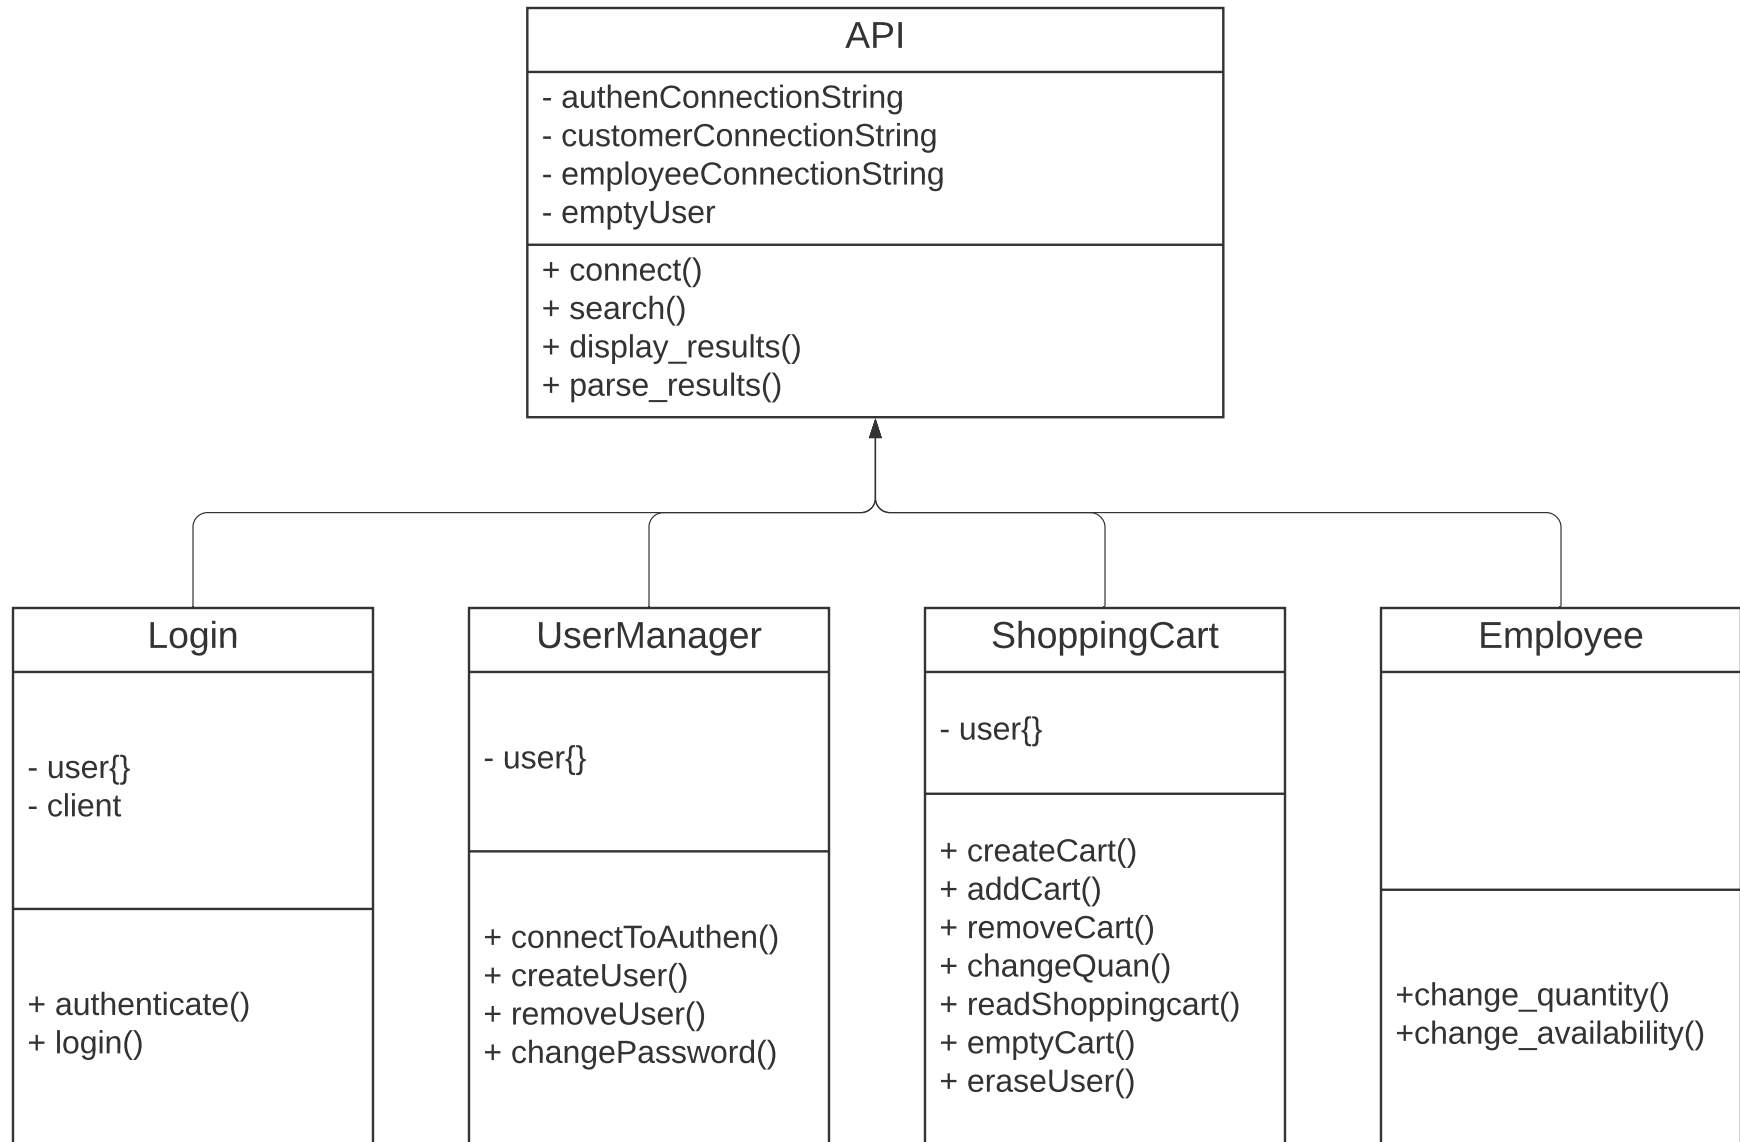 API
- authenConnectionString
- customerConnectionString
- employeeConnectionString
- emptyUser
+ connect()
+ search()
+ display_results()
+ parse_results()
Login
- user{}
- client
+ authenticate()
+ login()
UserManager
- user{}
+ connectToAuthen()
+ createUser()
+ removeUser()
+ changePassword()
ShoppingCart
- user{}
+ createCart()
+ addCart()
+ removeCart()
+ changeQuan()
+ readShoppingcart()
+ emptyCart()
+ eraseUser()
Employee
+change_quantity()
+change_availability()